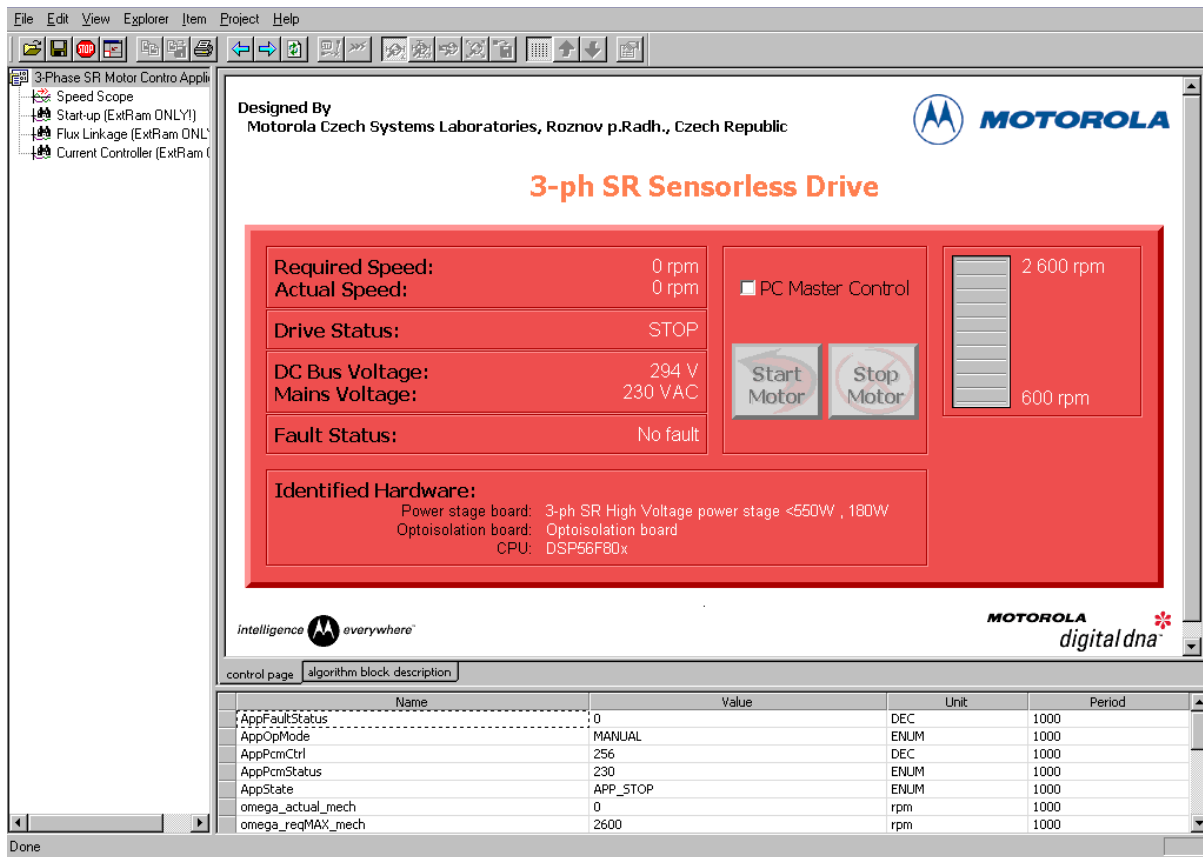 File Edit View Explorer Item Project Help
3-Phase SR Motor Contro Appli
Speed Scope
Start-up (ExtRam ONLY!)
Flux Linkage (ExtRam ONL
Current Controller (ExtRam
Designed By
Motorola Czech Systems Laboratories, Roznov p.Radh., Czech Republic
MOTOROLA
3-ph SR Sensorless Drive
Required Speed: 0 rpm
Actual Speed: 0 rpm
Drive Status: STOP
DC Bus Voltage: 294 V
Mains Voltage: 230 VAC
Fault Status: No fault
PC Master Control
Start Motor
Stop Motor
2 600 rpm
600 rpm
Identified Hardware:
Power stage board: 3-ph SR High Voltage power stage <550W , 180W
Optoisolation board: Optoisolation board
CPU: DSP56F80x
intelligence everywhere
MOTOROLA
digital dna
control page algorithm block description
Name Value Unit Period
AppFaultStatus 0 DEC 1000
AppOpMode MANUAL ENUM 1000
AppPcmCtrl 256 DEC 1000
AppPcmStatus 230 ENUM 1000
AppState APP_STOP ENUM 1000
omega_actual_mech 0 rpm 1000
omega_reqMAX_mech 2600 rpm 1000
Done